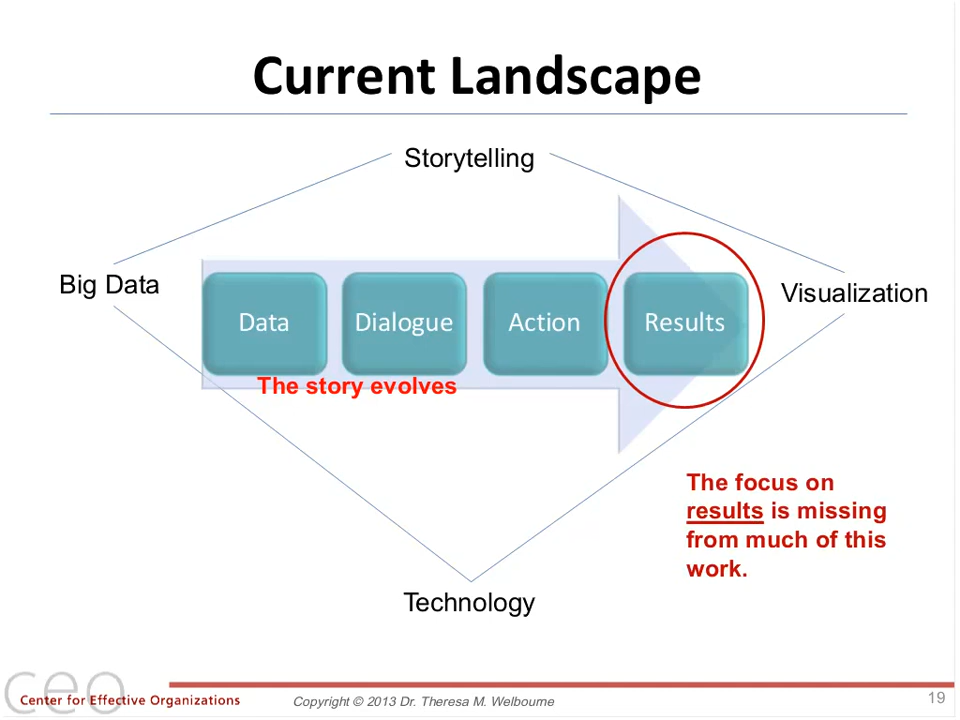 Current Landscape
Storytelling
Big Data
Visualization
Data
Dialogue
Action
Results
The story evolves
The focus on
results is missing
from much of this
work.
Technology
ceo
Center for Effective Organizations
Copyright © 2013 Dr. Theresa M. Welbourne
19